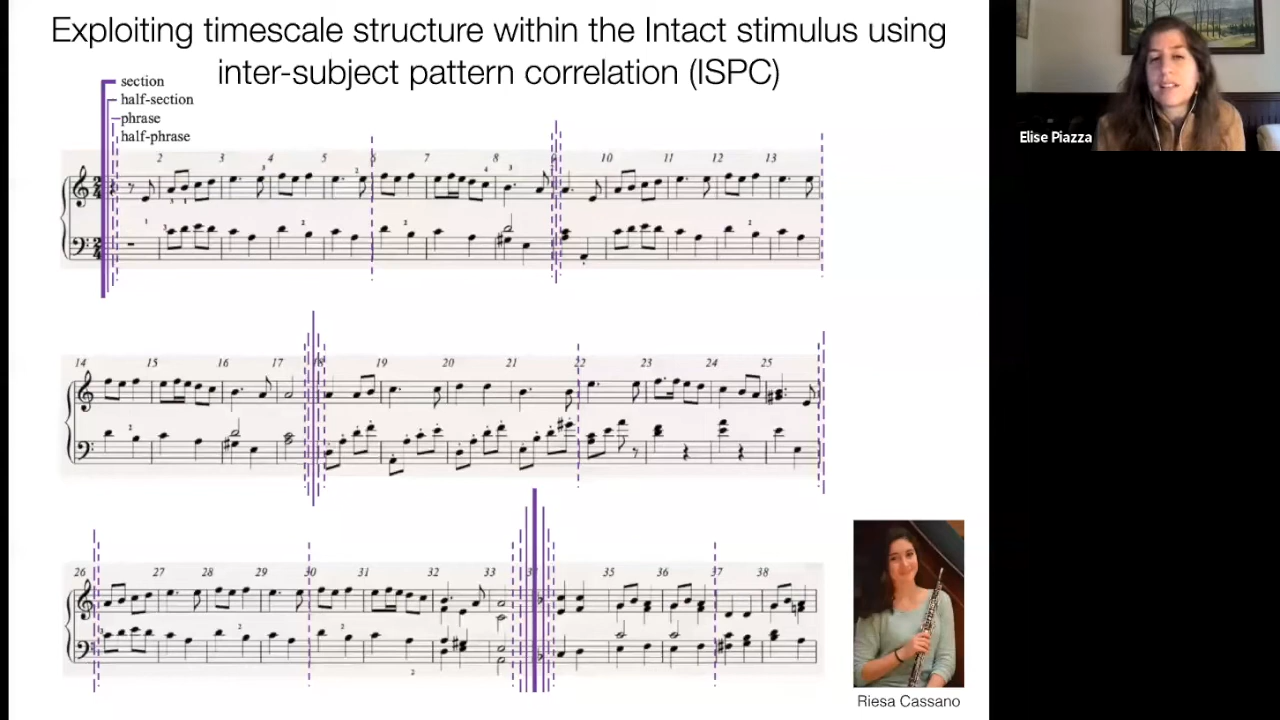 Exploiting timescale structure within the Intact stimulus using
inter-subject pattern correlation (ISPC)
section
half-section
phrase
half-phrase
2 3 4 5 6 7 8 9 10 11 12 13
14 15 16 17 18 19 20 21 22 23 24 25
26 27 28 29 30 31 32 33 35 36 37 38
Elise Piazza
Riesa Cassano